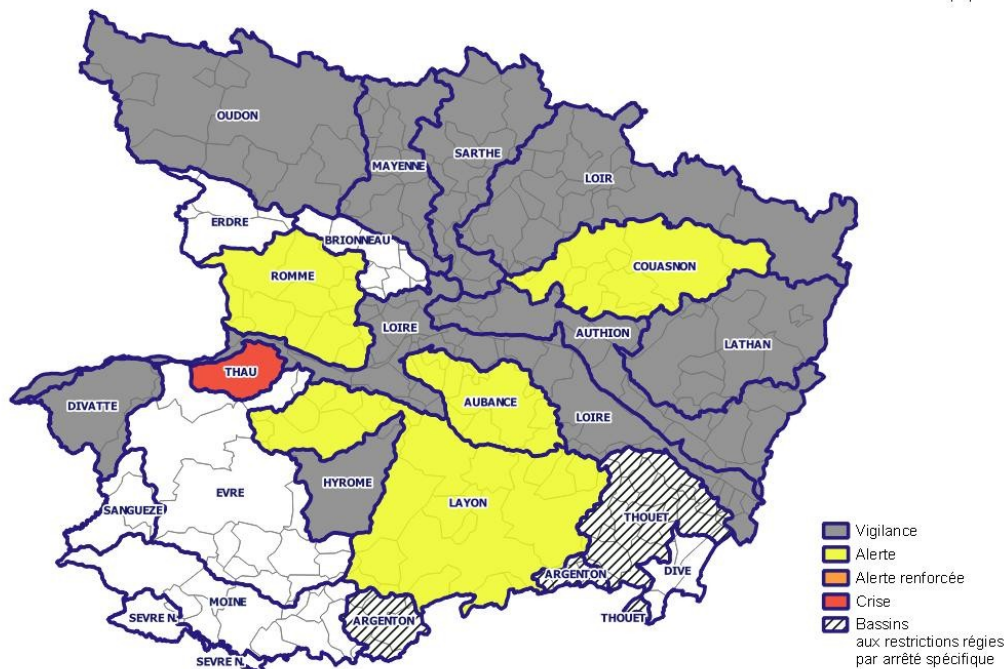 OUDON
MAYENNE
SARTHE
LOIR
ERDRE
BRIONNEAU
ROMME
COUASNON
LOIRE
AUTHION
LATHAN
THAU
DIVATTE
AUBANCE
LOIRE
HYROME
EVRE
LAYON
SANGUEZE
THOUET
ARGENTON
DIVE
MOINE
SEVRE N.
ARGENTON
THOUET
SEVRE N.
Vigilance
Alerte
Alerte renforcée
Crise
Bassins
aux restrictions régies
par arrêté spécifique